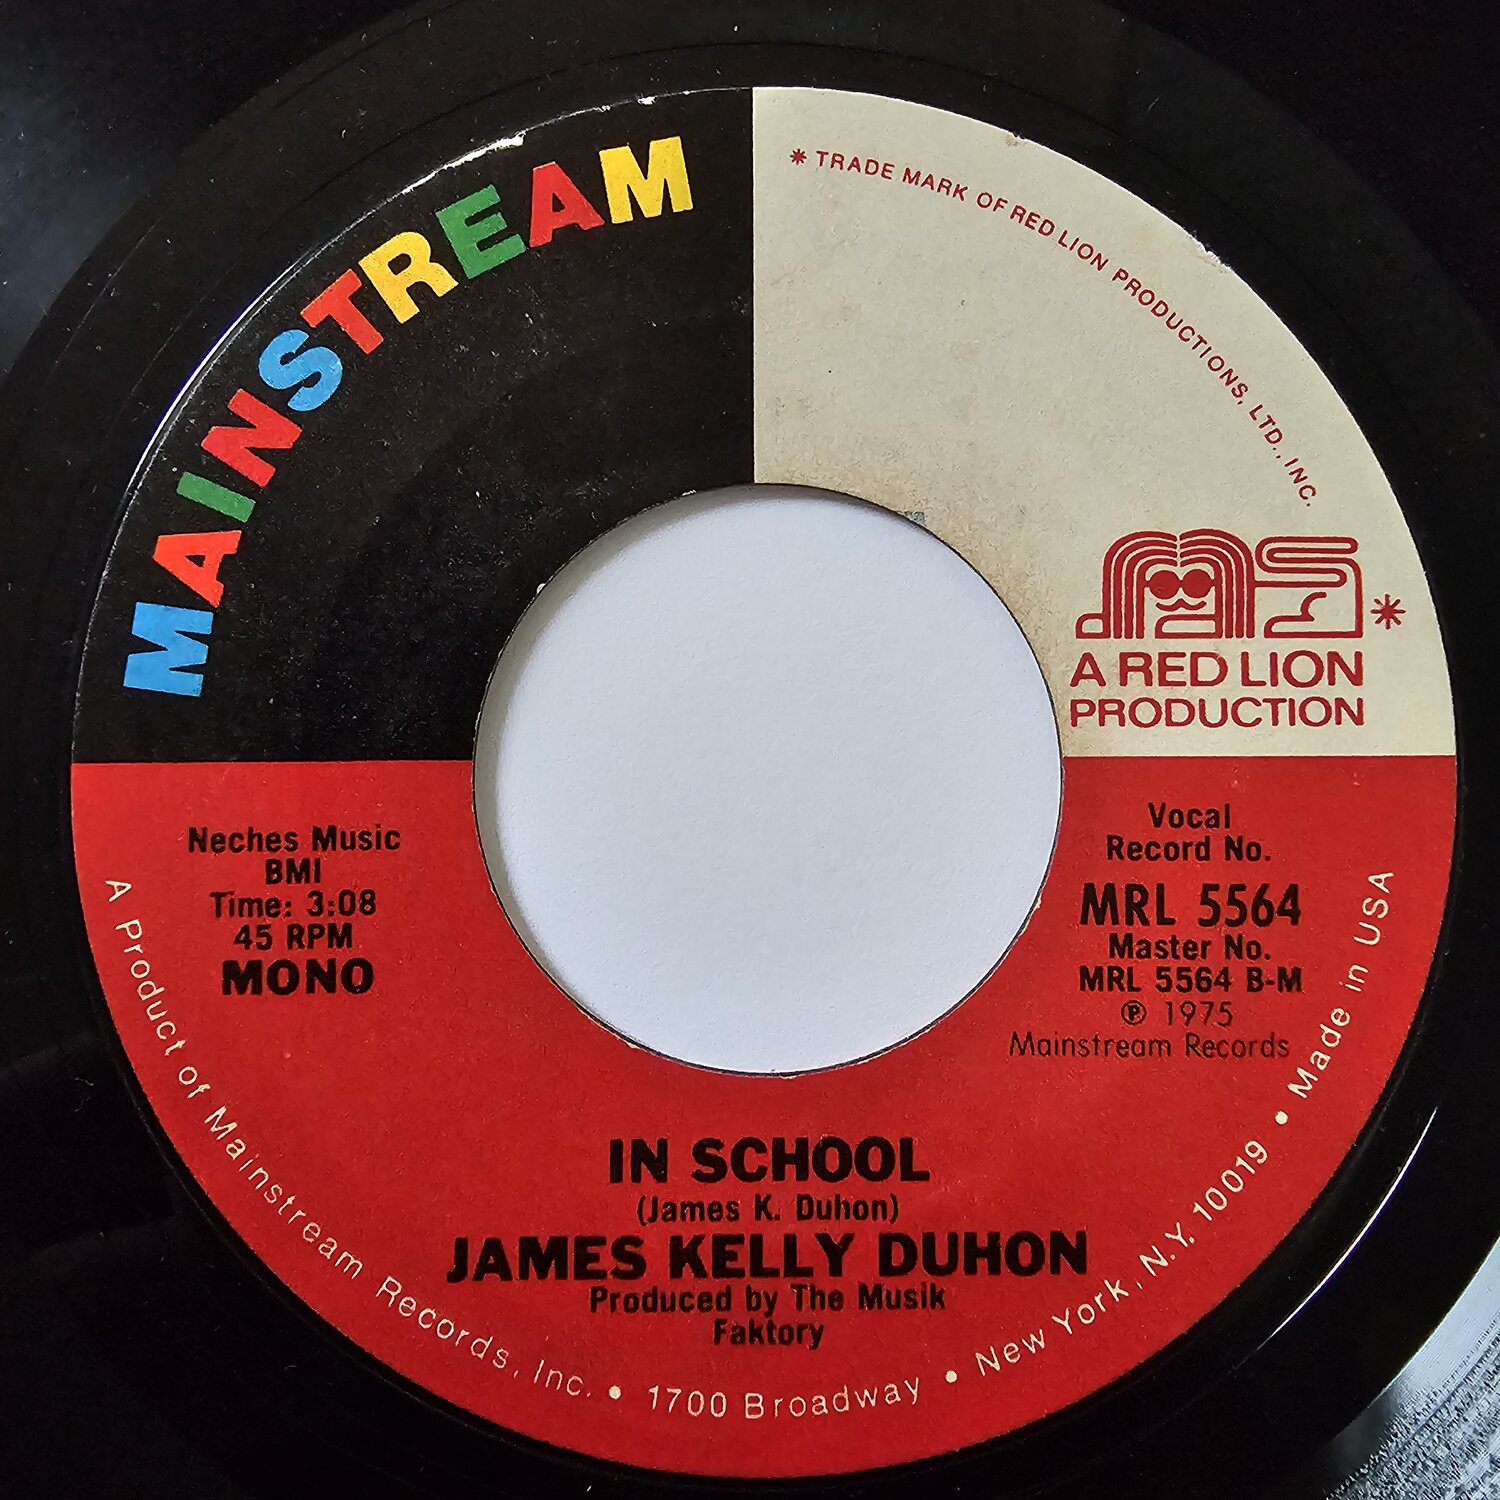 MAINSTREAM
* TRADE MARK OF RED LION PRODUCTIONS, LTD., INC.
MS*
A RED LION
PRODUCTION
Neches Music
BMI
Time: 3:08
45 RPM
MONO
Vocal
Record No.
MRL 5564
Master No.
MRL 5564 B-M
℗ 1975
Mainstream Records
IN SCHOOL
(James K. Duhon)
JAMES KELLY DUHON
Produced by The Musik
Faktory
A Product of Mainstream Records, Inc. • 1700 Broadway • New York, N.Y. 10019 • Made in USA